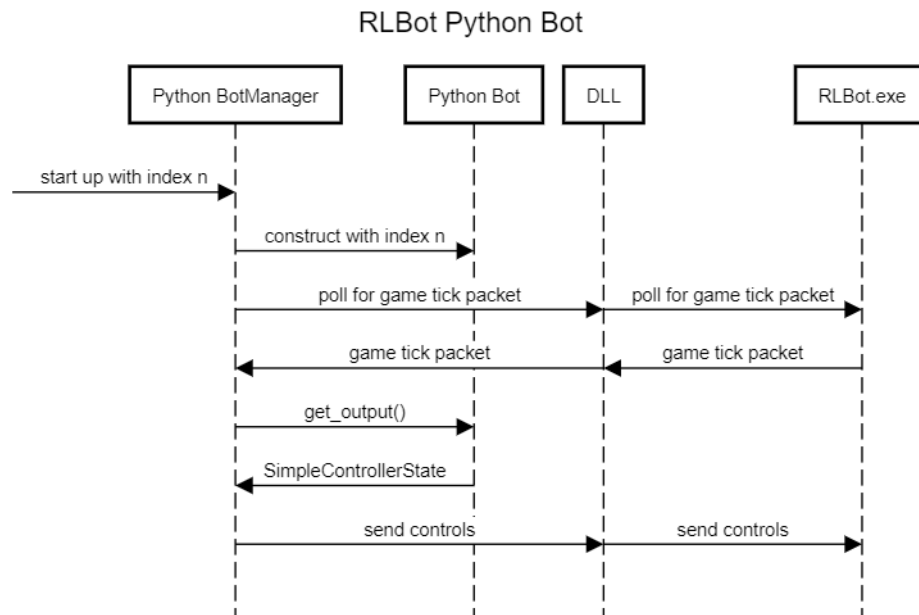 RLBot Python Bot
Python BotManager
Python Bot
DLL
RLBot.exe
start up with index n
construct with index n
poll for game tick packet
poll for game tick packet
game tick packet
game tick packet
get_output()
SimpleControllerState
send controls
send controls